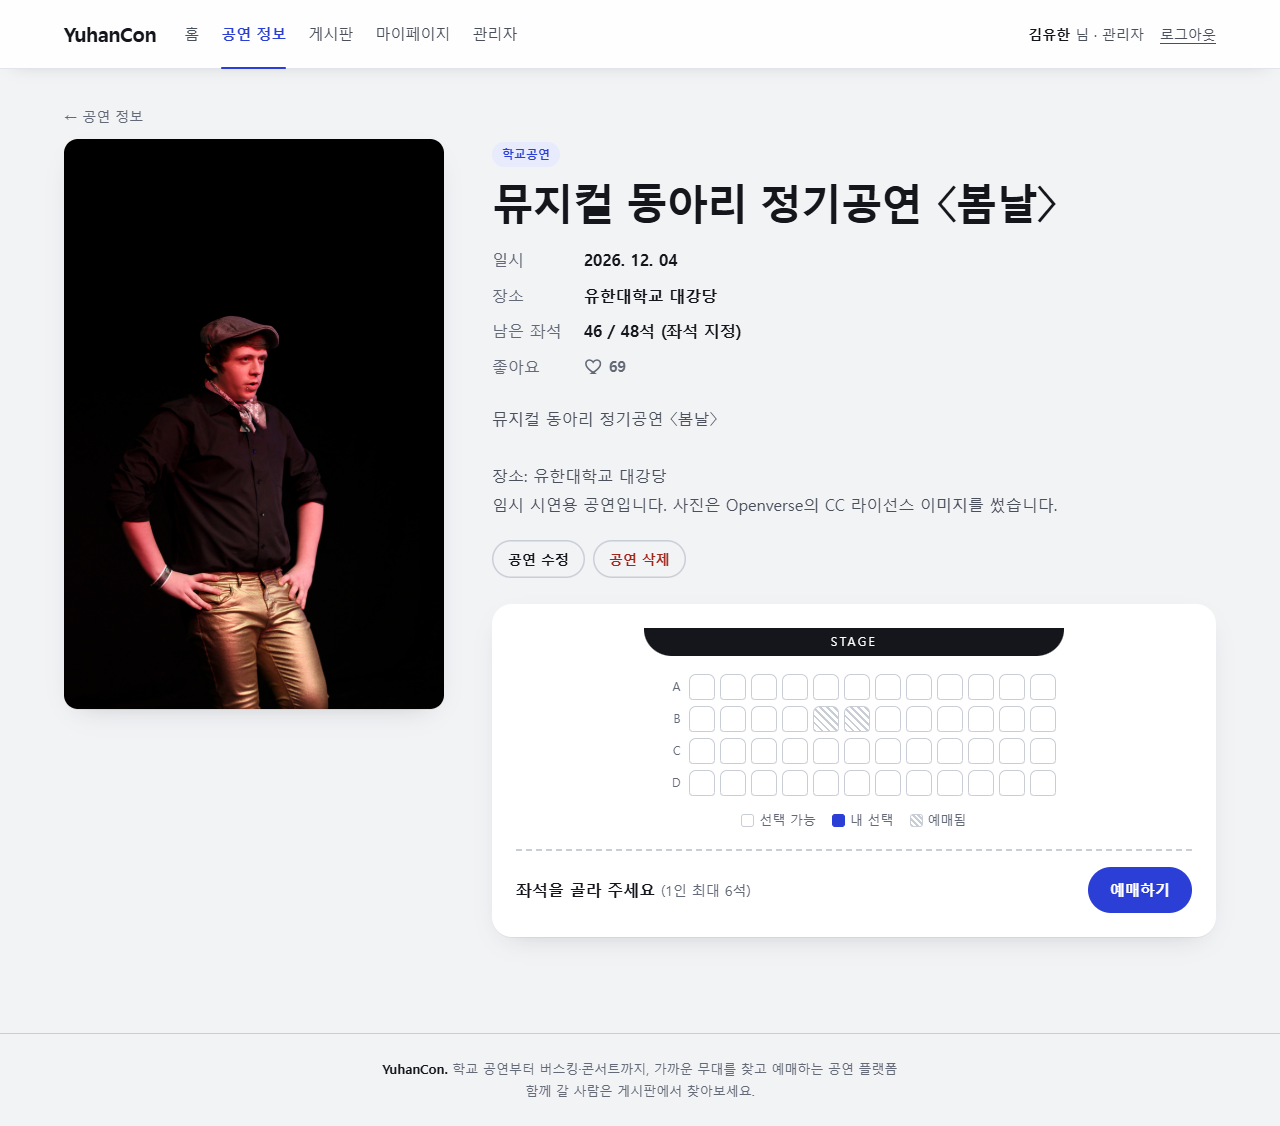 YuhanCon 홈 공연 정보 게시판 마이페이지 관리자 김유한 님 · 관리자 로그아웃
← 공연 정보
학교공연
뮤지컬 동아리 정기공연 〈봄날〉
일시 2026. 12. 04
장소 유한대학교 대강당
남은 좌석 46 / 48석 (좌석 지정)
좋아요 69
뮤지컬 동아리 정기공연 〈봄날〉
장소: 유한대학교 대강당
임시 시연용 공연입니다. 사진은 Openverse의 CC 라이선스 이미지를 썼습니다.
공연 수정 공연 삭제
STAGE
A
B
C
D
선택 가능 내 선택 예매됨
좌석을 골라 주세요 (1인 최대 6석) 예매하기
YuhanCon. 학교 공연부터 버스킹·콘서트까지, 가까운 무대를 찾고 예매하는 공연 플랫폼
함께 갈 사람은 게시판에서 찾아보세요.